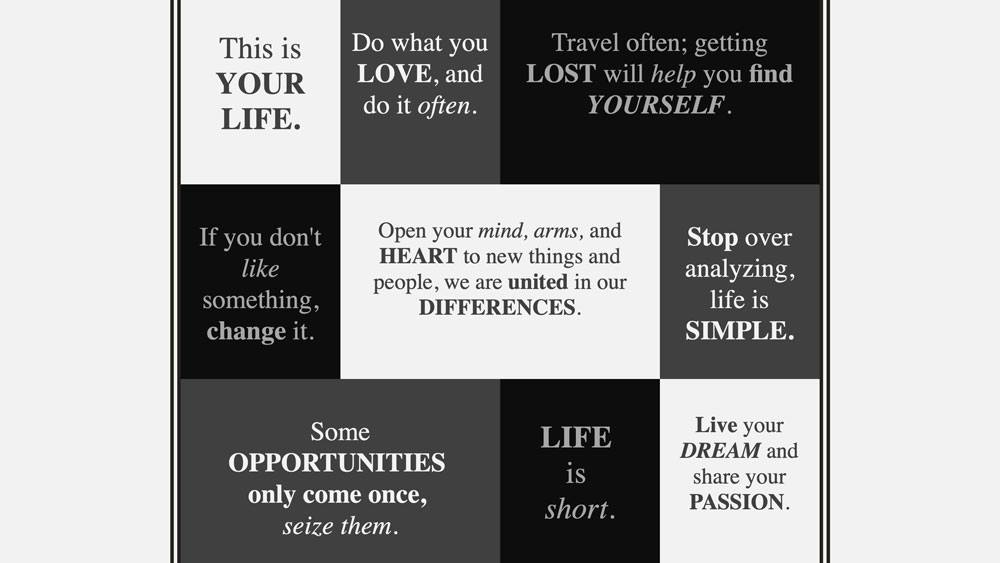 This is
YOUR
LIFE.
Do what you
LOVE, and
do it often.
Travel often; getting
LOST will help you find
YOURSELF.
If you don't
like
something,
change it.
Open your mind, arms, and
HEART to new things and
people, we are united in our
DIFFERENCES.
Stop over
analyzing,
life is
SIMPLE.
Some
OPPORTUNITIES
only come once,
seize them.
LIFE
is
short.
Live your
DREAM and
share your
PASSION.